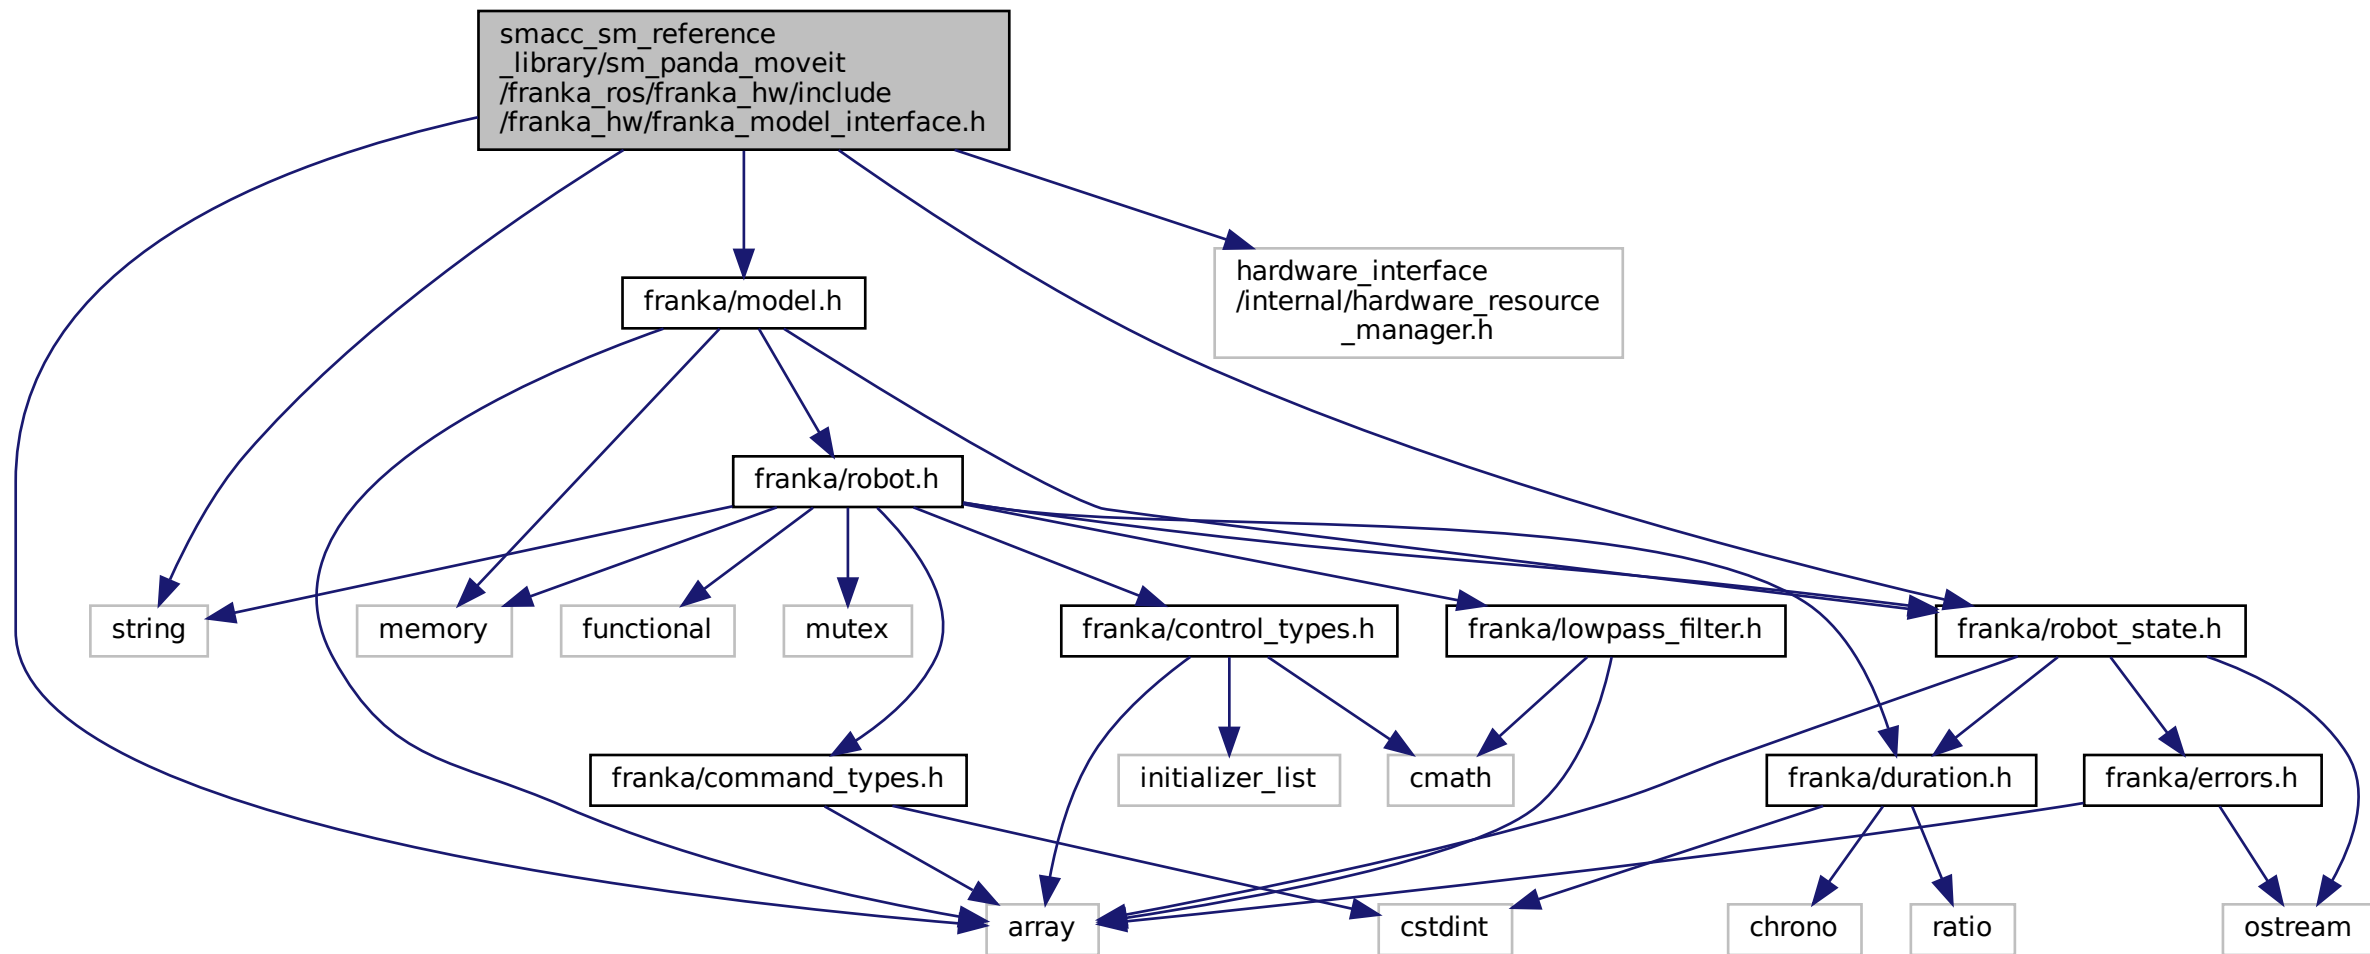 smacc_sm_reference
_library/sm_panda_moveit
/franka_ros/franka_hw/include
/franka_hw/franka_model_interface.h
hardware_interface
/internal/hardware_resource
_manager.h
franka/model.h
franka/robot.h
string
memory
functional
mutex
franka/control_types.h
franka/lowpass_filter.h
franka/robot_state.h
franka/command_types.h
initializer_list
cmath
franka/duration.h
franka/errors.h
array
cstdint
chrono
ratio
ostream